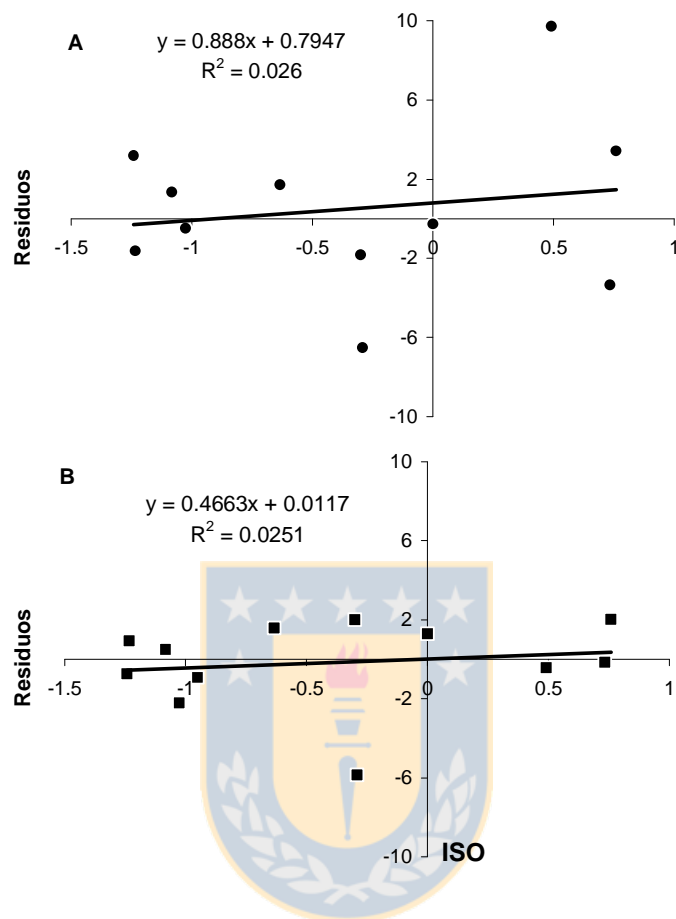 A
y = 0.888x + 0.7947
R² = 0.026
10
6
2
-2
-6
-10
-1.5 -1 -0.5 0 0.5 1
Residuos
B
y = 0.4663x + 0.0117
R² = 0.0251
10
6
2
-2
-6
-10
-1.5 -1 -0.5 0 0.5 1
Residuos
ISO